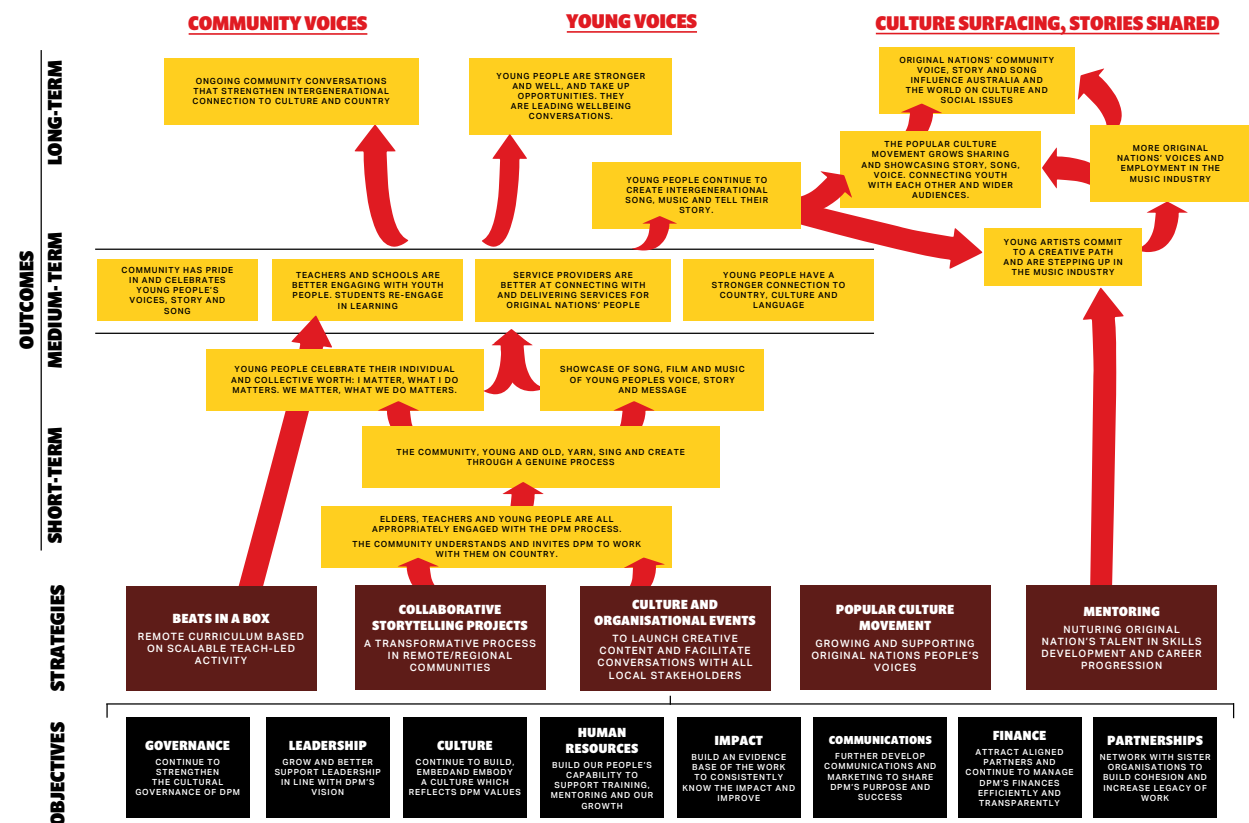 COMMUNITY VOICES
YOUNG VOICES
CULTURE SURFACING, STORIES SHARED
OUTCOMES
LONG-TERM
ONGOING COMMUNITY CONVERSATIONS
THAT STRENGTHEN INTERGENERATIONAL
CONNECTION TO CULTURE AND COUNTRY
YOUNG PEOPLE ARE STRONGER
AND WELL, AND TAKE UP
OPPORTUNITIES. THEY
ARE LEADING WELLBEING
CONVERSATIONS.
ORIGINAL NATIONS' COMMUNITY
VOICE, STORY AND SONG
INFLUENCE AUSTRALIA AND
THE WORLD ON CULTURE AND
SOCIAL ISSUES
THE POPULAR CULTURE
MOVEMENT GROWS SHARING
AND SHOWCASING STORY, SONG,
VOICE. CONNECTING YOUTH
WITH EACH OTHER AND WIDER
AUDIENCES.
MORE ORIGINAL
NATIONS' VOICES AND
EMPLOYMENT IN THE
MUSIC INDUSTRY
YOUNG PEOPLE CONTINUE TO
CREATE INTERGENERATIONAL
SONG, MUSIC AND TELL THEIR
STORY.
YOUNG ARTISTS COMMIT
TO A CREATIVE PATH
AND ARE STEPPING UP IN
THE MUSIC INDUSTRY
MEDIUM-TERM
COMMUNITY HAS PRIDE
IN AND CELEBRATES
YOUNG PEOPLE'S
VOICES, STORY AND
SONG
TEACHERS AND SCHOOLS ARE
BETTER ENGAGING WITH YOUTH
PEOPLE. STUDENTS RE-ENGAGE
IN LEARNING
SERVICE PROVIDERS ARE
BETTER AT CONNECTING WITH
AND DELIVERING SERVICES FOR
ORIGINAL NATIONS' PEOPLE
YOUNG PEOPLE HAVE A
STRONGER CONNECTION TO
COUNTRY, CULTURE AND
LANGUAGE
YOUNG PEOPLE CELEBRATE THEIR INDIVIDUAL
AND COLLECTIVE WORTH: I MATTER, WHAT I DO
MATTERS. WE MATTER, WHAT WE DO MATTERS.
SHOWCASE OF SONG, FILM AND MUSIC
OF YOUNG PEOPLES VOICE, STORY
AND MESSAGE
SHORT-TERM
THE COMMUNITY, YOUNG AND OLD, YARN, SING AND CREATE
THROUGH A GENUINE PROCESS
ELDERS, TEACHERS AND YOUNG PEOPLE ARE ALL
APPROPRIATELY ENGAGED WITH THE DPM PROCESS.
THE COMMUNITY UNDERSTANDS AND INVITES DPM TO WORK
WITH THEM ON COUNTRY.
STRATEGIES
BEATS IN A BOX
REMOTE CURRICULUM BASED
ON SCALABLE TEACH-LED
ACTIVITY
COLLABORATIVE
STORYTELLING PROJECTS
A TRANSFORMATIVE PROCESS
IN REMOTE/REGIONAL
COMMUNITIES
CULTURE AND
ORGANISATIONAL EVENTS
TO LAUNCH CREATIVE
CONTENT AND FACILITATE
CONVERSATIONS WITH ALL
LOCAL STAKEHOLDERS
POPULAR CULTURE
MOVEMENT
GROWING AND SUPPORTING
ORIGINAL NATIONS PEOPLE'S
VOICES
MENTORING
NUTURING ORIGINAL
NATION'S TALENT IN SKILLS
DEVELOPMENT AND CAREER
PROGRESSION
OBJECTIVES
GOVERNANCE
CONTINUE TO
STRENGTHEN
THE CULTURAL
GOVERNANCE OF DPM
LEADERSHIP
GROW AND BETTER
SUPPORT LEADERSHIP
IN LINE WITH DPM'S
VISION
CULTURE
CONTINUE TO BUILD,
EMBEDAND EMBODY
A CULTURE WHICH
REFLECTS DPM VALUES
HUMAN
RESOURCES
BUILD OUR PEOPLE'S
CAPABILITY TO
SUPPORT TRAINING,
MENTORING AND OUR
GROWTH
IMPACT
BUILD AN EVIDENCE
BASE OF THE WORK
TO CONSISTENTLY
KNOW THE IMPACT AND
IMPROVE
COMMUNICATIONS
FURTHER DEVELOP
COMMUNICATIONS AND
MARKETING TO SHARE
DPM'S PURPOSE AND
SUCCESS
FINANCE
ATTRACT ALIGNED
PARTNERS AND
CONTINUE TO MANAGE
DPM'S FINANCES
EFFICIENTLY AND
TRANSPARENTLY
PARTNERSHIPS
NETWORK WITH SISTER
ORGANISATIONS TO
BUILD COHESION AND
INCREASE LEGACY OF
WORK